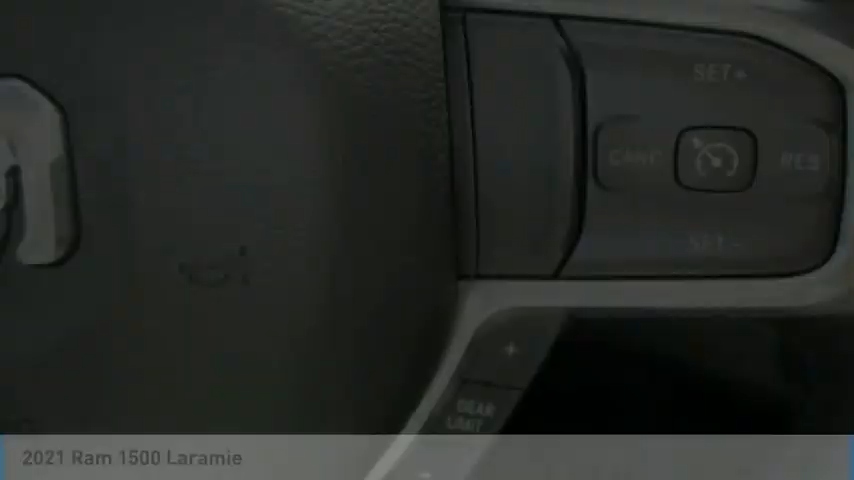 SET+
CANC
RES
SET-
+
GEAR
LIMIT
-
2021 Ram 1500 Laramie